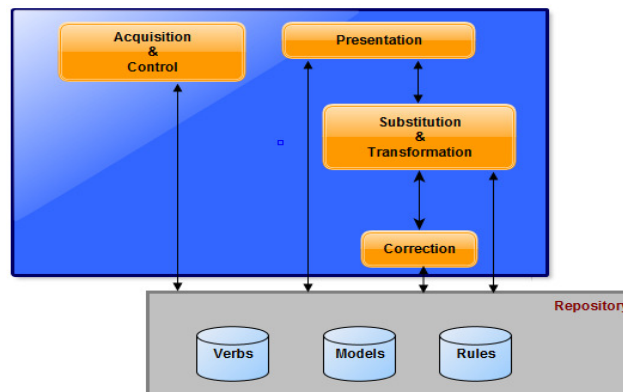 Acquisition
&
Control
Presentation
Substitution
&
Transformation
Correction
Repository
Verbs
Models
Rules